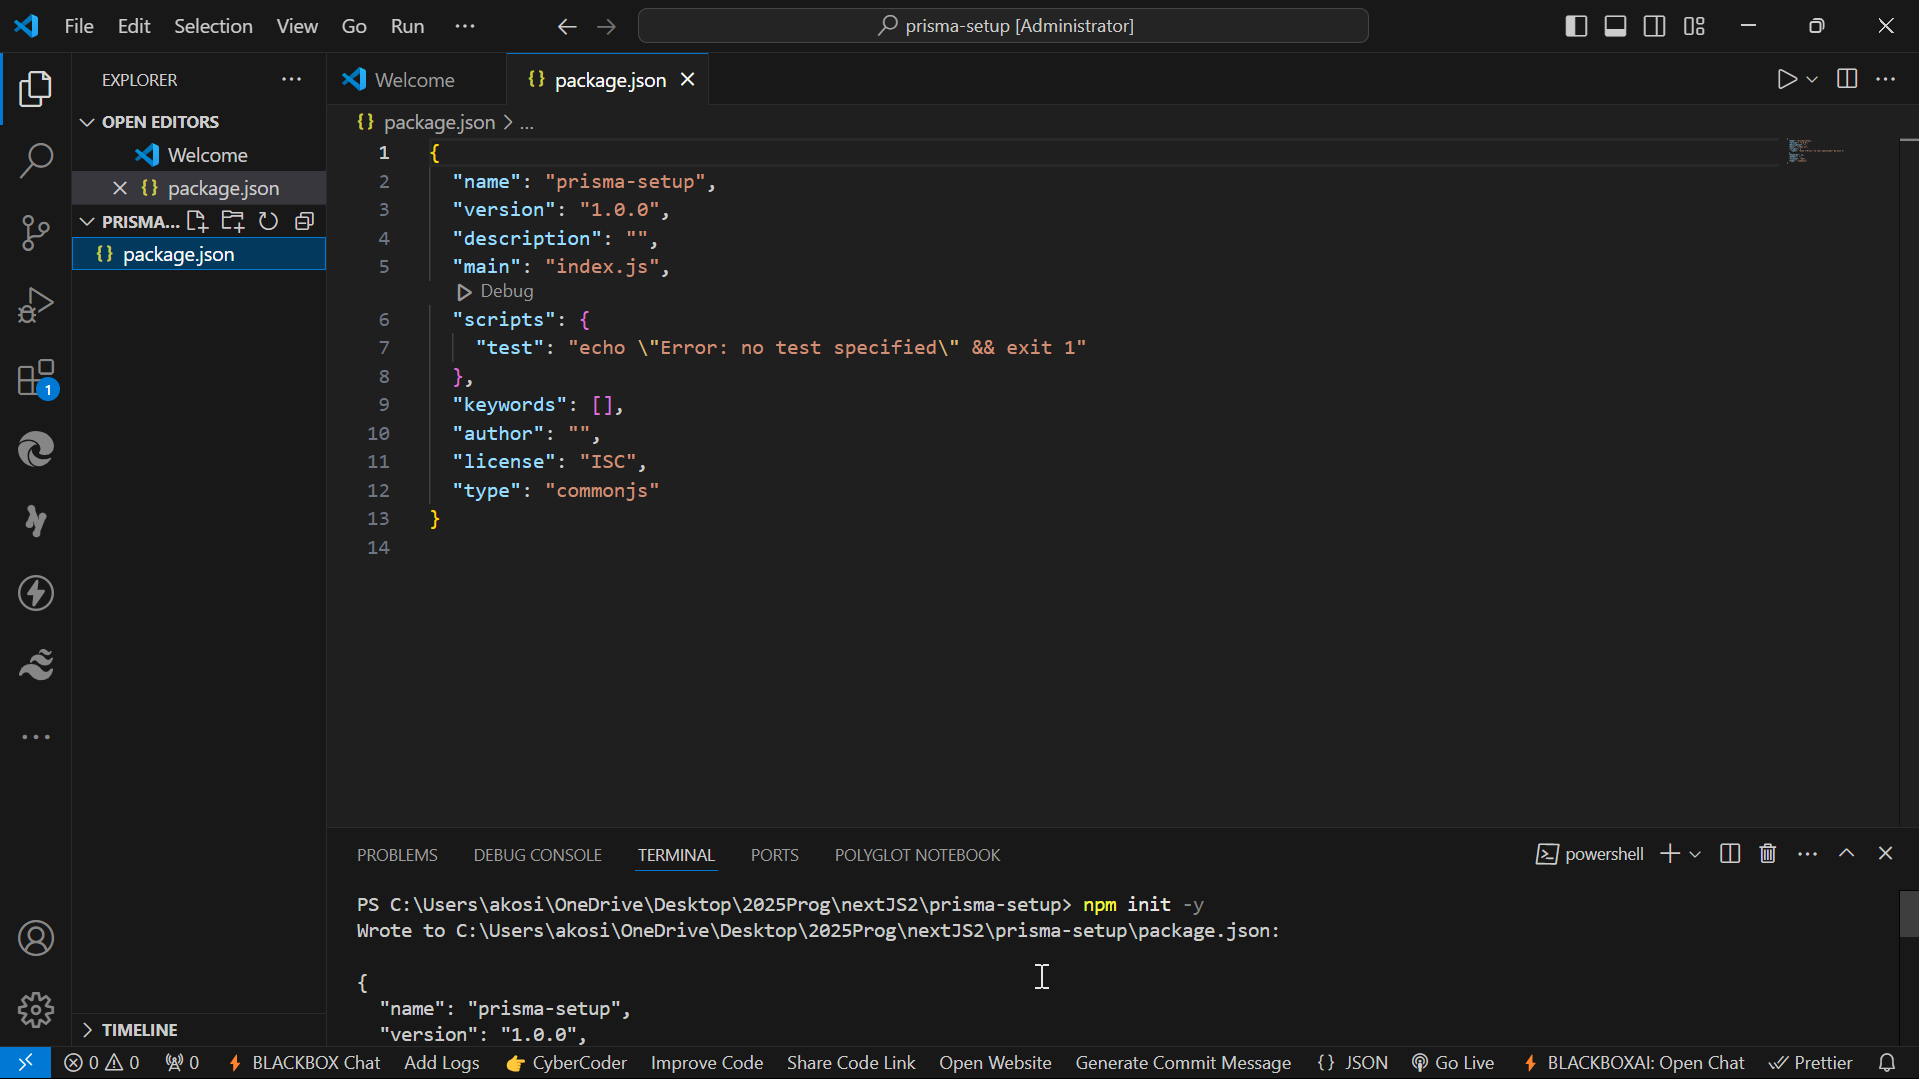 File Edit Selection View Go Run ··· prisma-setup [Administrator]
EXPLORER ···
OPEN EDITORS
Welcome
package.json
PRISMA...
package.json
TIMELINE
1
Welcome {} package.json
{} package.json > ...
1 {
2 "name": "prisma-setup",
3 "version": "1.0.0",
4 "description": "",
5 "main": "index.js",
Debug
6 "scripts": {
7 "test": "echo \"Error: no test specified\" && exit 1"
8 },
9 "keywords": [],
10 "author": "",
11 "license": "ISC",
12 "type": "commonjs"
13 }
14
PROBLEMS DEBUG CONSOLE TERMINAL PORTS POLYGLOT NOTEBOOK powershell
PS C:\Users\akosi\OneDrive\Desktop\2025Prog\nextJS2\prisma-setup> npm init -y
Wrote to C:\Users\akosi\OneDrive\Desktop\2025Prog\nextJS2\prisma-setup\package.json:
{
"name": "prisma-setup",
"version": "1.0.0",
0 0 0 BLACKBOX Chat Add Logs 👉 CyberCoder Improve Code Share Code Link Open Website Generate Commit Message {} JSON Go Live BLACKBOXAI: Open Chat Prettier